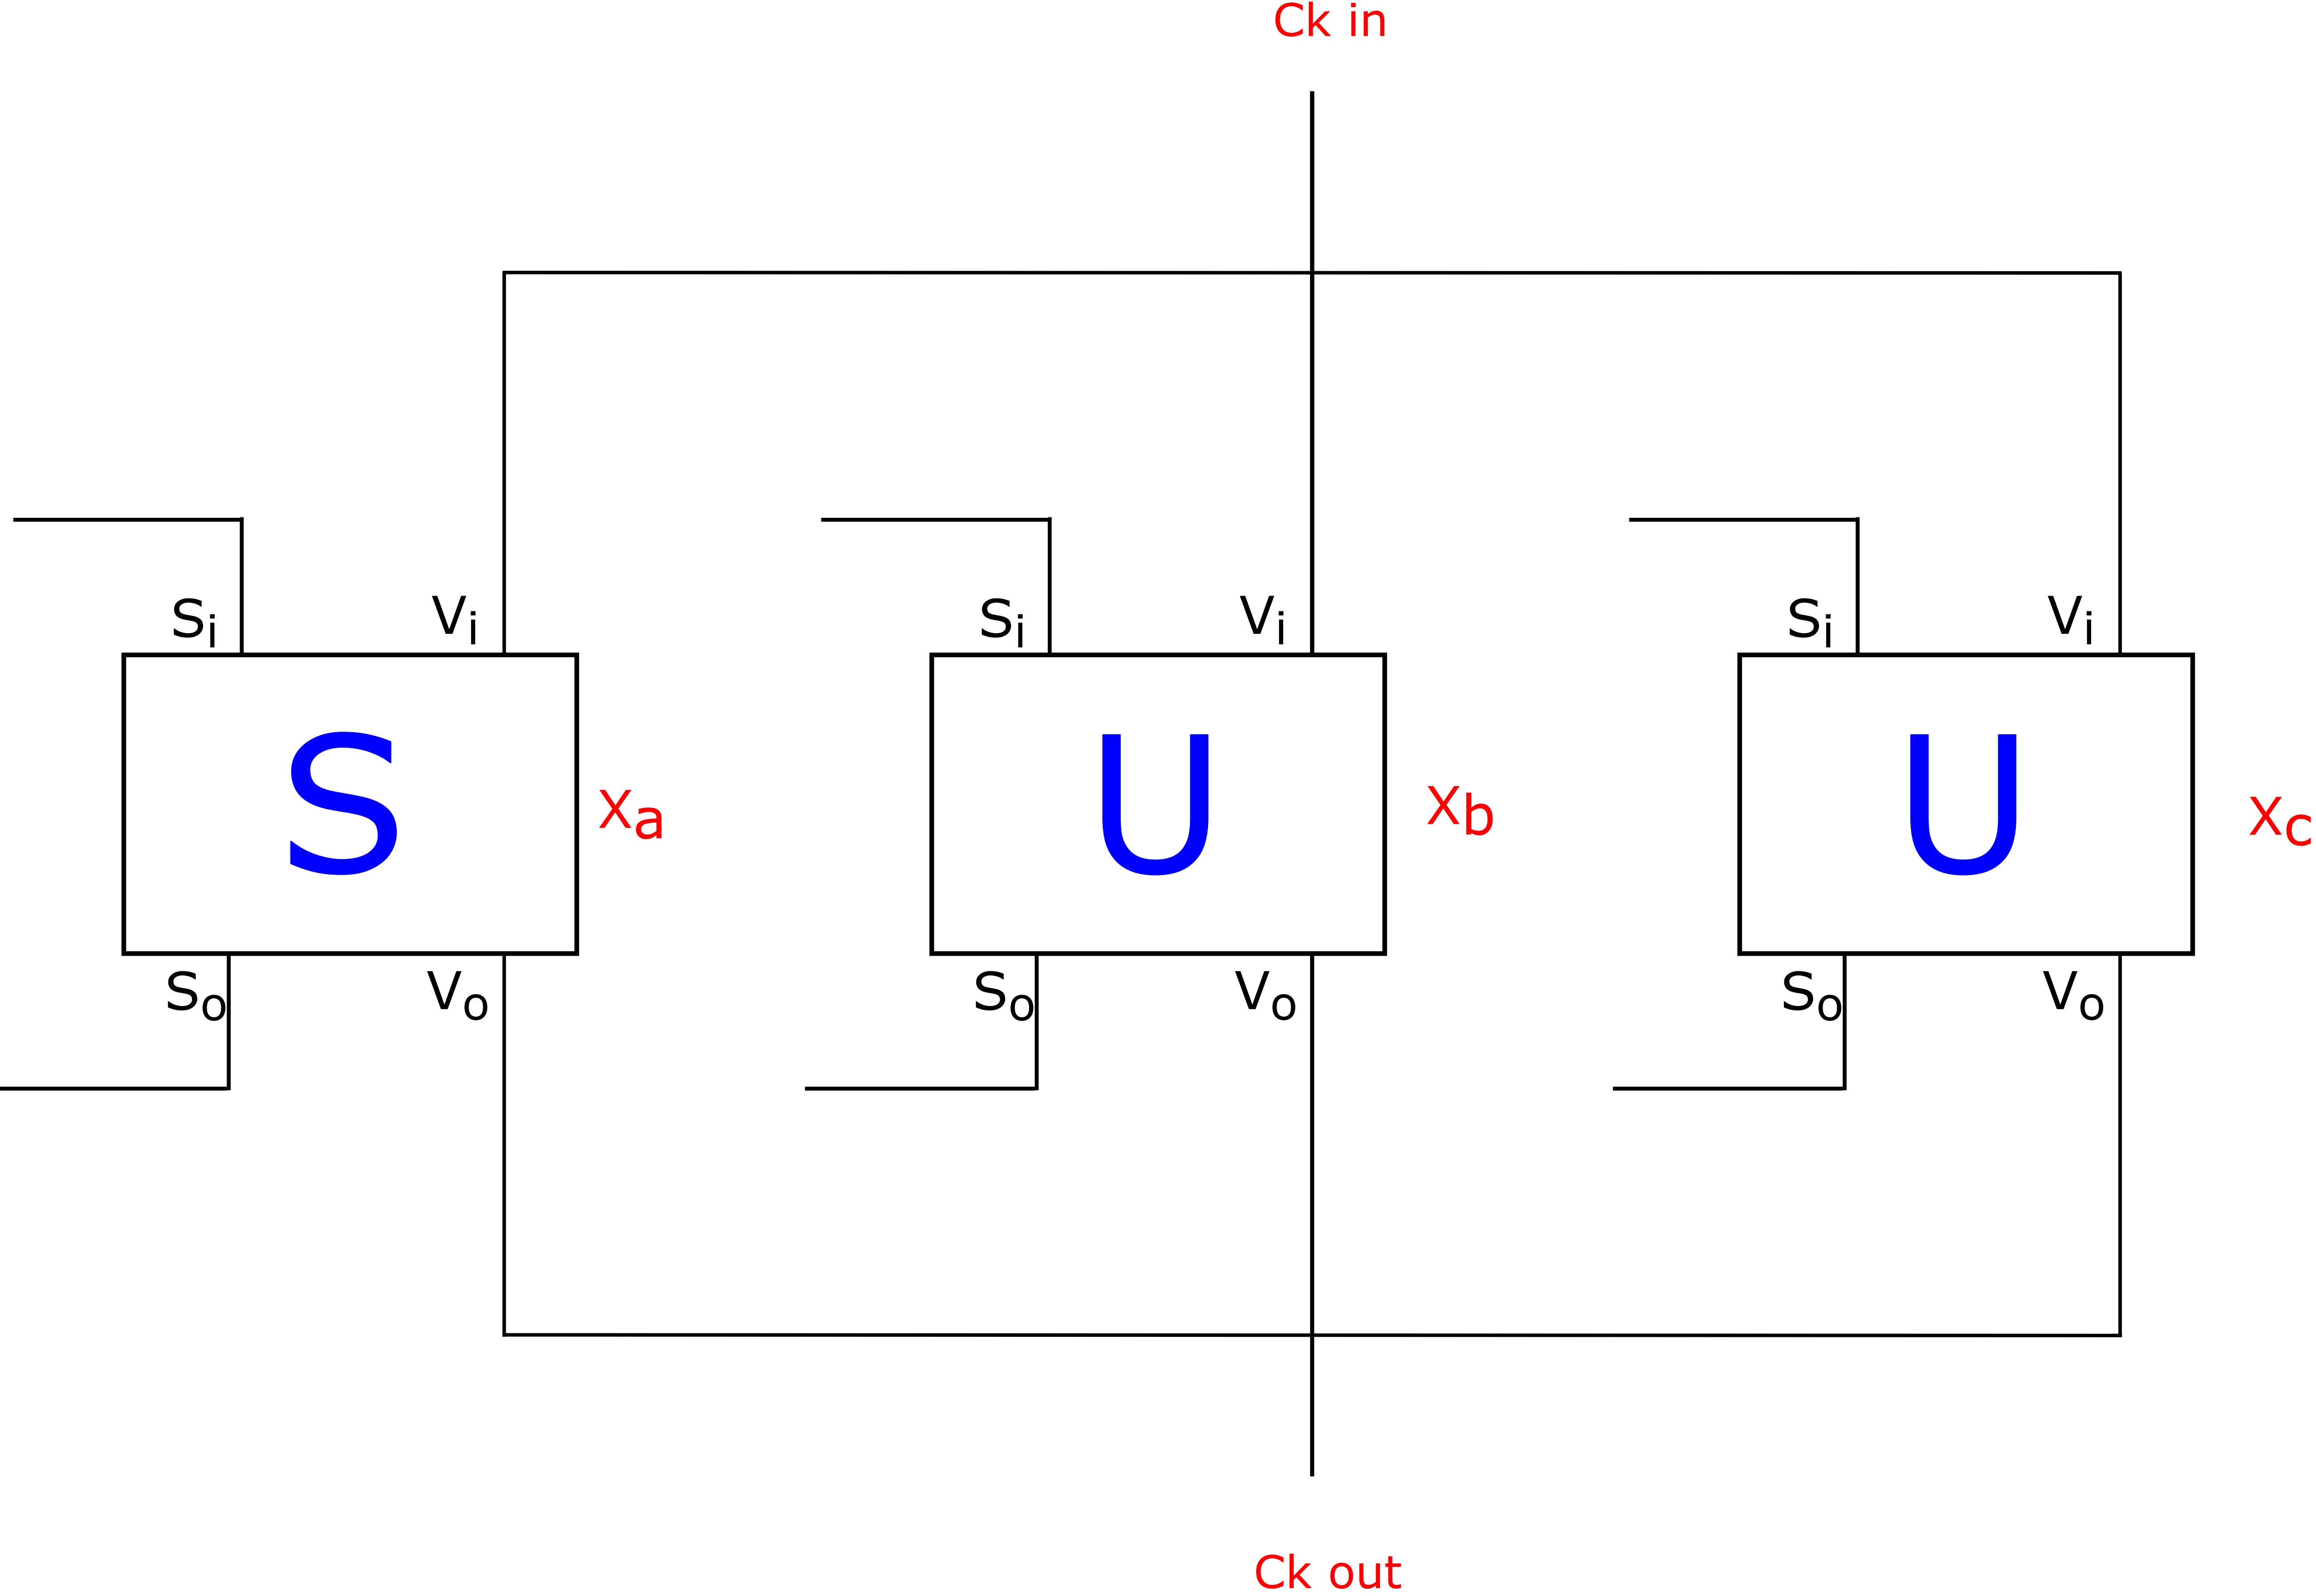 Ck in
Si Vi Si Vi Si Vi
S Xa U Xb U Xc
So Vo So Vo So Vo
Ck out